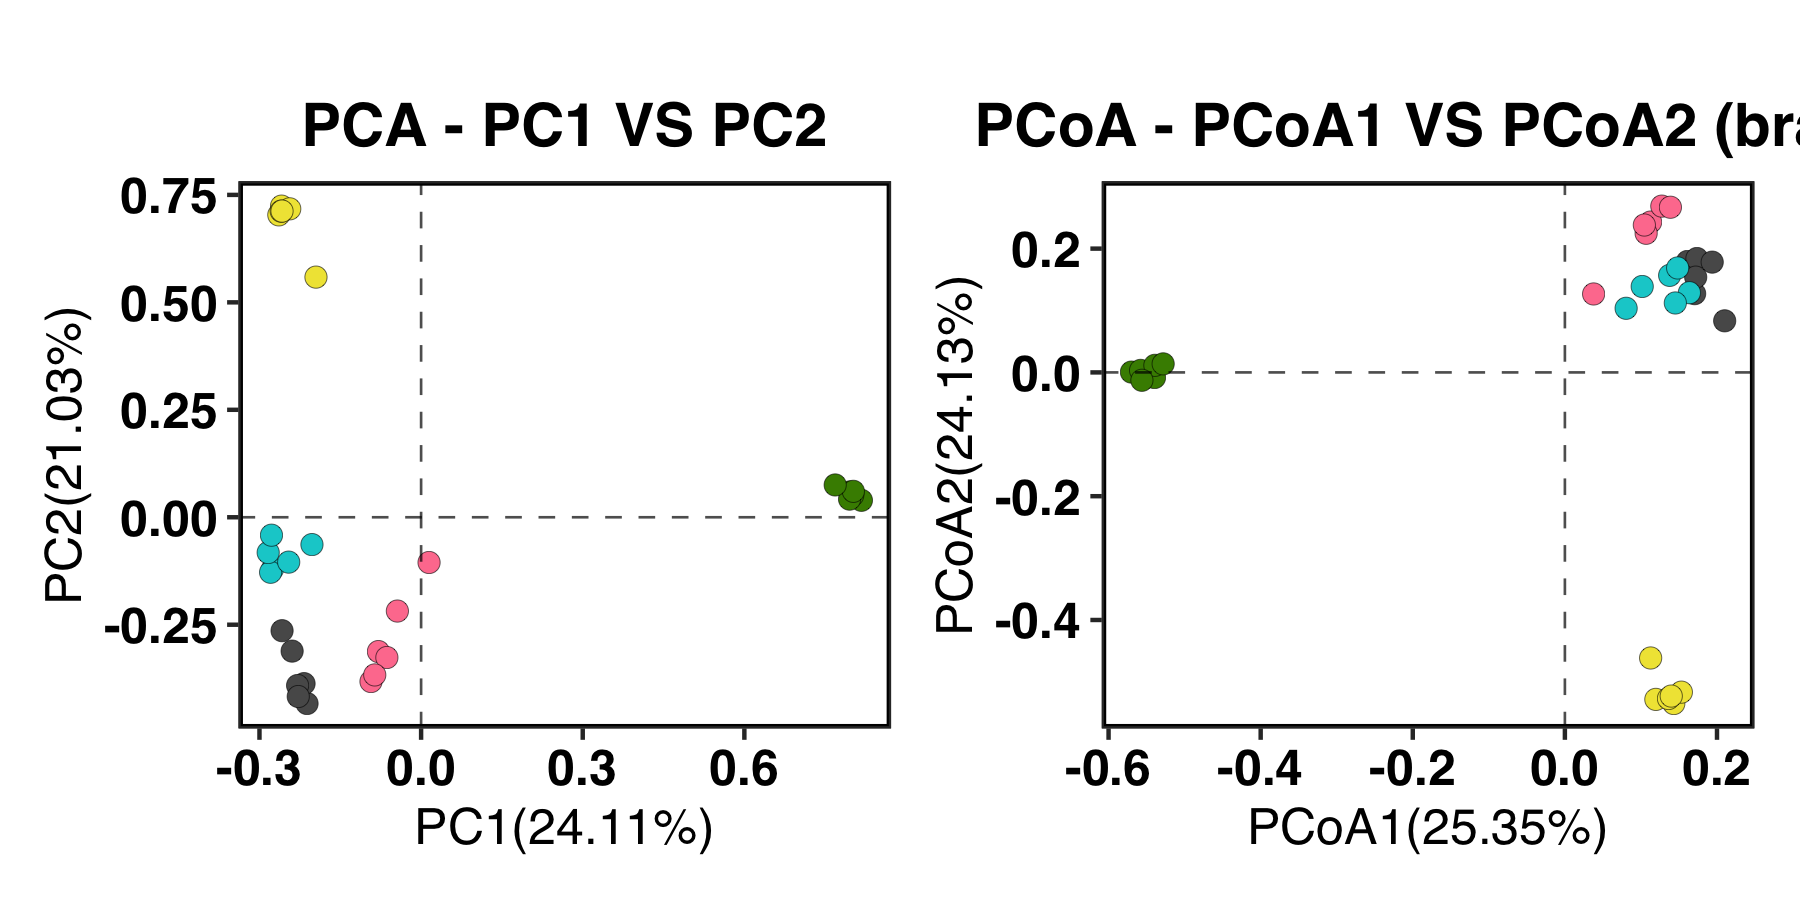 PCA - PC1 VS PC2
0.75
0.50
0.25
0.00
-0.25
PC2(21.03%)
-0.3 0.0 0.3 0.6
PC1(24.11%)
PCoA - PCoA1 VS PCoA2 (bra
0.2
0.0
-0.2
-0.4
PCoA2(24.13%)
-0.6 -0.4 -0.2 0.0 0.2
PCoA1(25.35%)